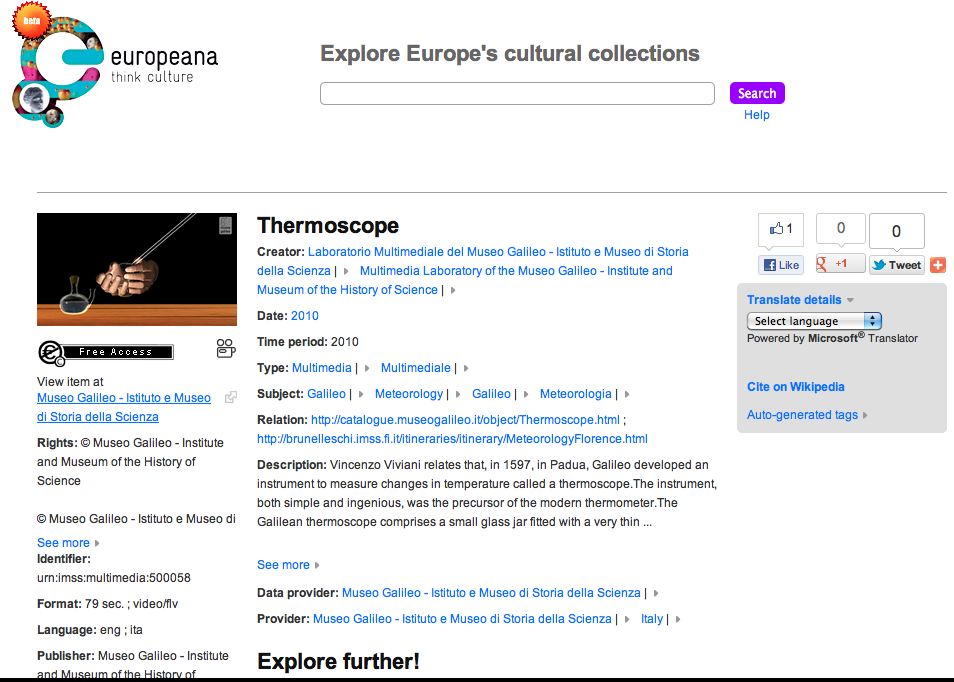 beta
europeana
think culture
Explore Europe's cultural collections
Search
Help
Thermoscope
Creator: Laboratorio Multimediale del Museo Galileo - Istituto e Museo di Storia
della Scienza | Multimedia Laboratory of the Museo Galileo - Institute and
Museum of the History of Science |
Date: 2010
Time period: 2010
Type: Multimedia | Multimediale |
Subject: Galileo | Meteorology | Galileo | Meteorologia |
Relation: http://catalogue.museogalileo.it/object/Thermoscope.html ;
http://brunelleschi.imss.fi.it/itineraries/itinerary/MeteorologyFlorence.html
Description: Vincenzo Viviani relates that, in 1597, in Padua, Galileo developed an
instrument to measure changes in temperature called a thermoscope.The instrument,
both simple and ingenious, was the precursor of the modern thermometer.The
Galilean thermoscope comprises a small glass jar fitted with a very thin ...
See more
Data provider: Museo Galileo - Istituto e Museo di Storia della Scienza |
Provider: Museo Galileo - Istituto e Museo di Storia della Scienza | Italy |
Explore further!
Free Access
View item at
Museo Galileo - Istituto e Museo
di Storia della Scienza
Rights: © Museo Galileo - Institute
and Museum of the History of
Science
© Museo Galileo - Istituto e Museo di
See more
Identifier:
urn:imss:multimedia:500058
Format: 79 sec. ; video/flv
Language: eng ; ita
Publisher: Museo Galileo - Institute
and Museum of the History of
1
0
0
Like
+1
Tweet
Translate details
Select language
Powered by Microsoft® Translator
Cite on Wikipedia
Auto-generated tags